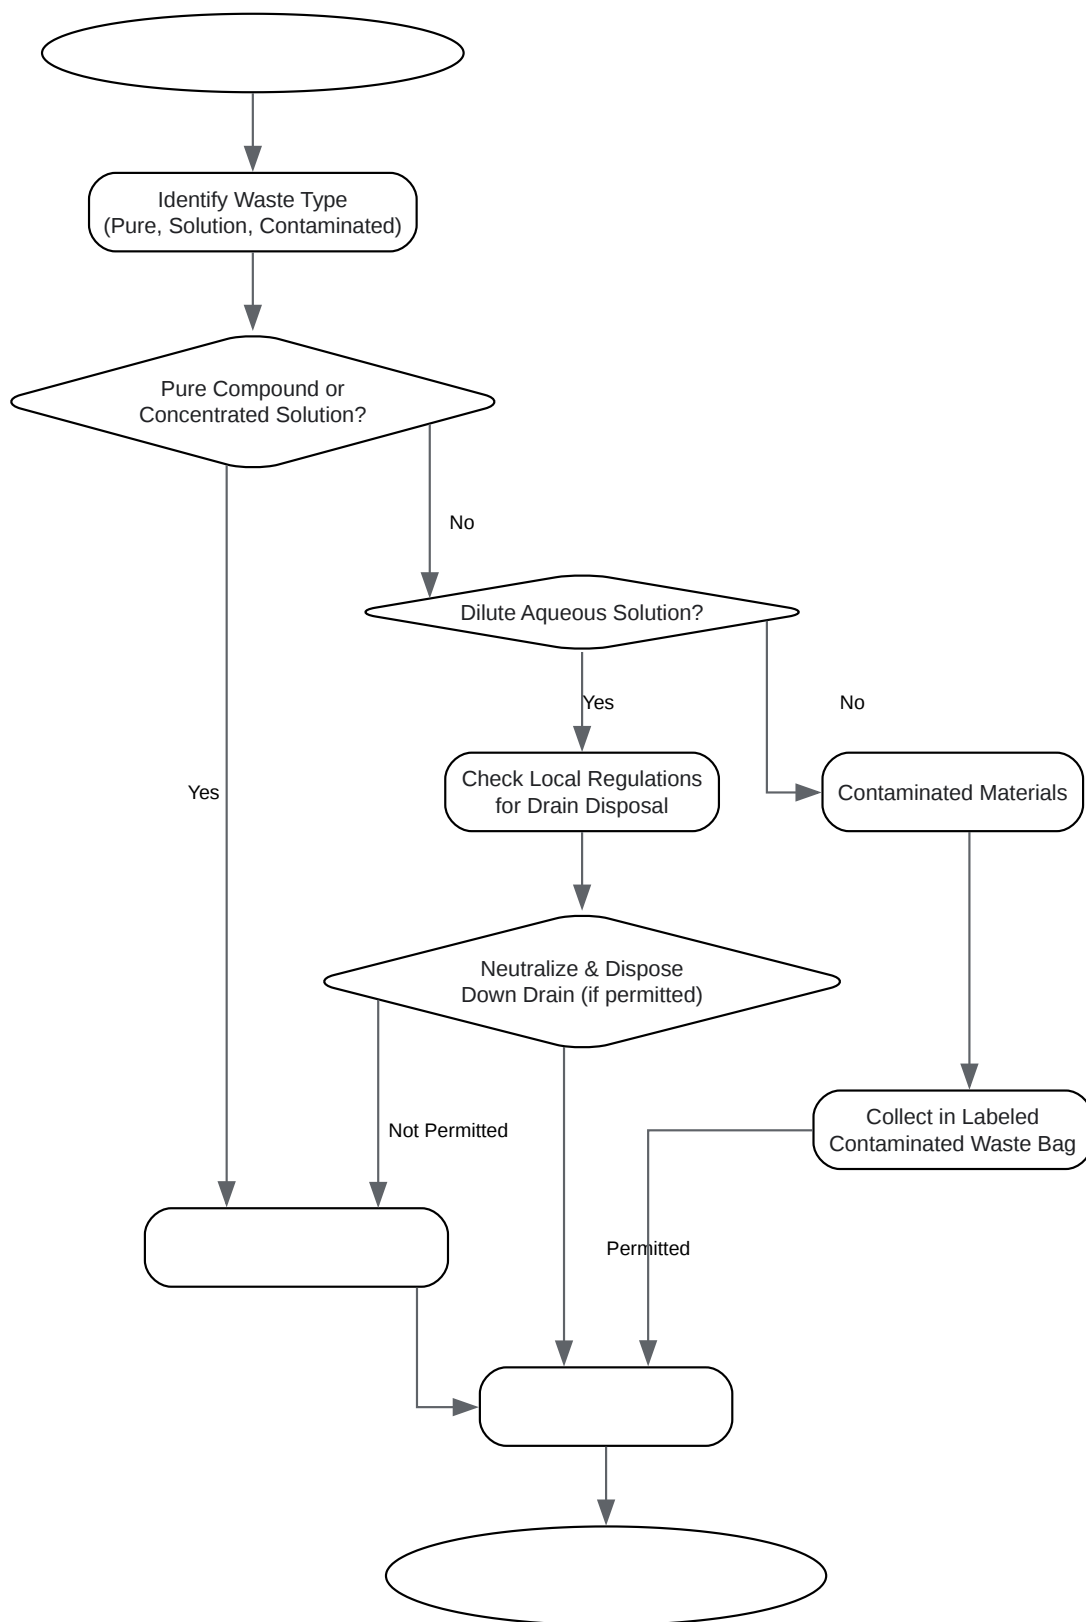 Identify Waste Type
(Pure, Solution, Contaminated)
Pure Compound or
Concentrated Solution?
No
Dilute Aqueous Solution?
Yes
No
Yes
Check Local Regulations
for Drain Disposal
Contaminated Materials
Neutralize & Dispose
Down Drain (if permitted)
Not Permitted
Collect in Labeled
Contaminated Waste Bag
Permitted